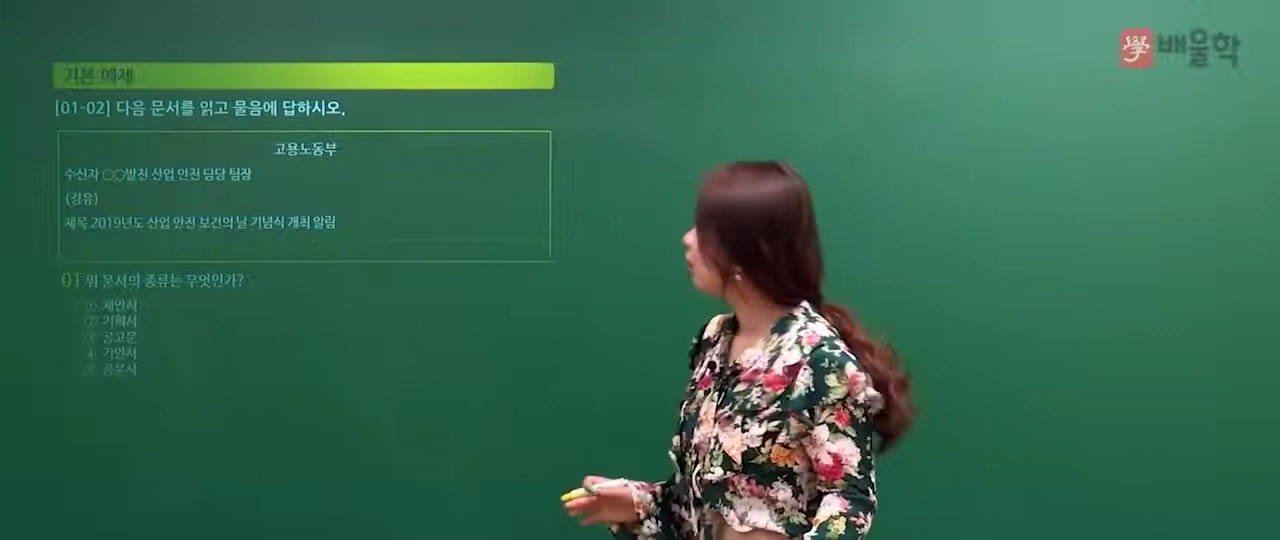 學 배울학
기본 예제
[01-02] 다음 문서를 읽고 물음에 답하시오.
고용노동부
수신자 ○○발전 산업 안전 담당 팀장
(경유)
제목 2019년도 산업 안전 보건의 날 기념식 개최 알림
01 위 문서의 종류는 무엇인가?
① 제안서
② 기획서
③ 공고문
④ 기안서
⑤ 공문서